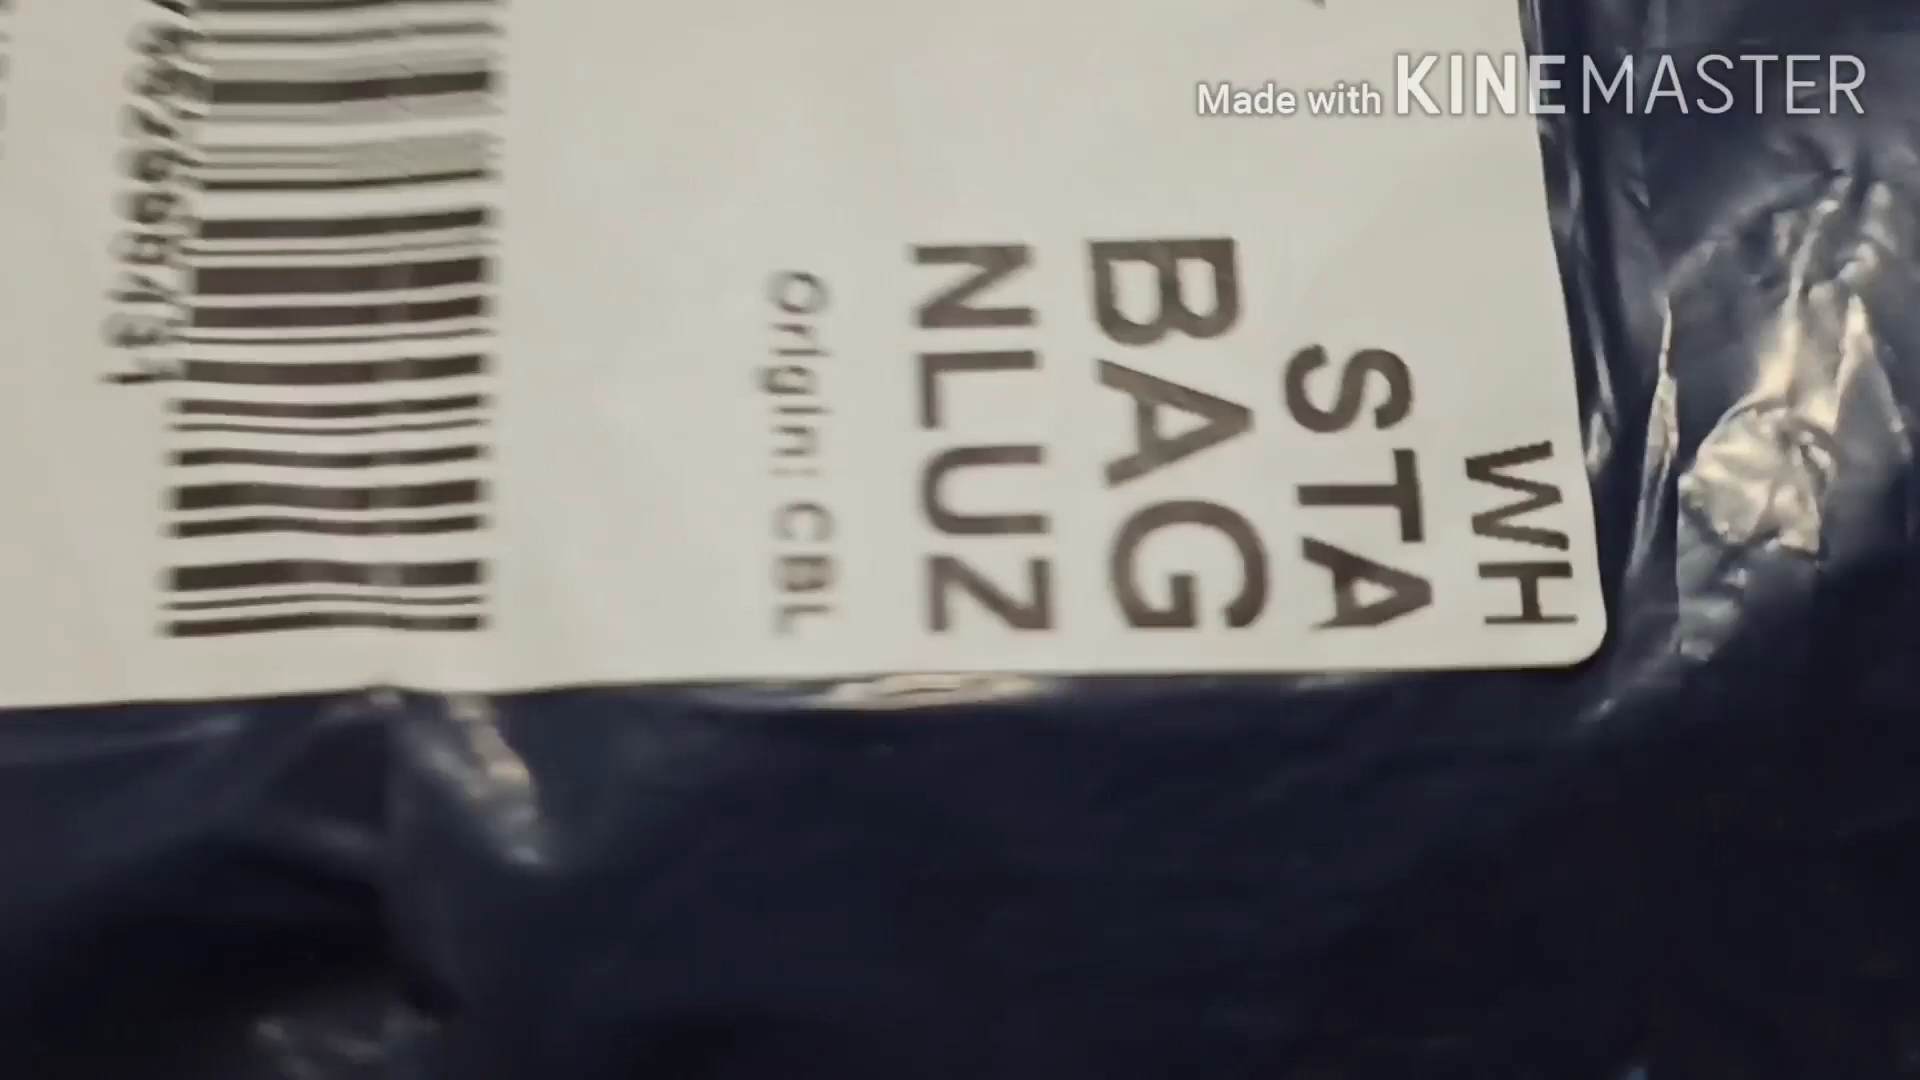 Made with KINEMASTER
WH
STA
BAG
NLUZ
Origin: CBL